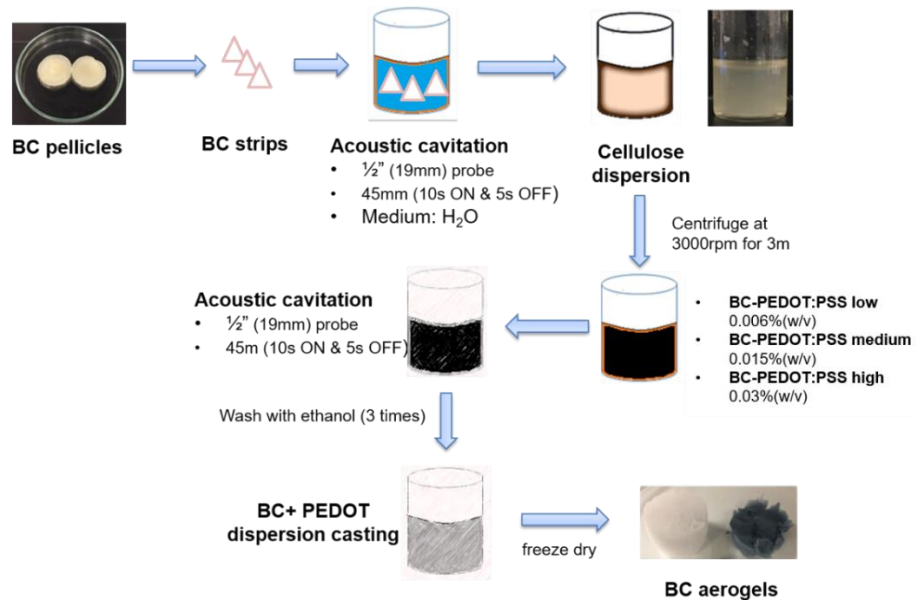 BC pellicles
BC strips
Acoustic cavitation
• ½” (19mm) probe
• 45mm (10s ON & 5s OFF)
• Medium: H₂O
Cellulose
dispersion
Centrifuge at
3000rpm for 3m
• BC-PEDOT:PSS low
0.006%(w/v)
• BC-PEDOT:PSS medium
0.015%(w/v)
• BC-PEDOT:PSS high
0.03%(w/v)
Acoustic cavitation
• ½” (19mm) probe
• 45m (10s ON & 5s OFF)
Wash with ethanol (3 times)
BC+ PEDOT
dispersion casting
freeze dry
BC aerogels